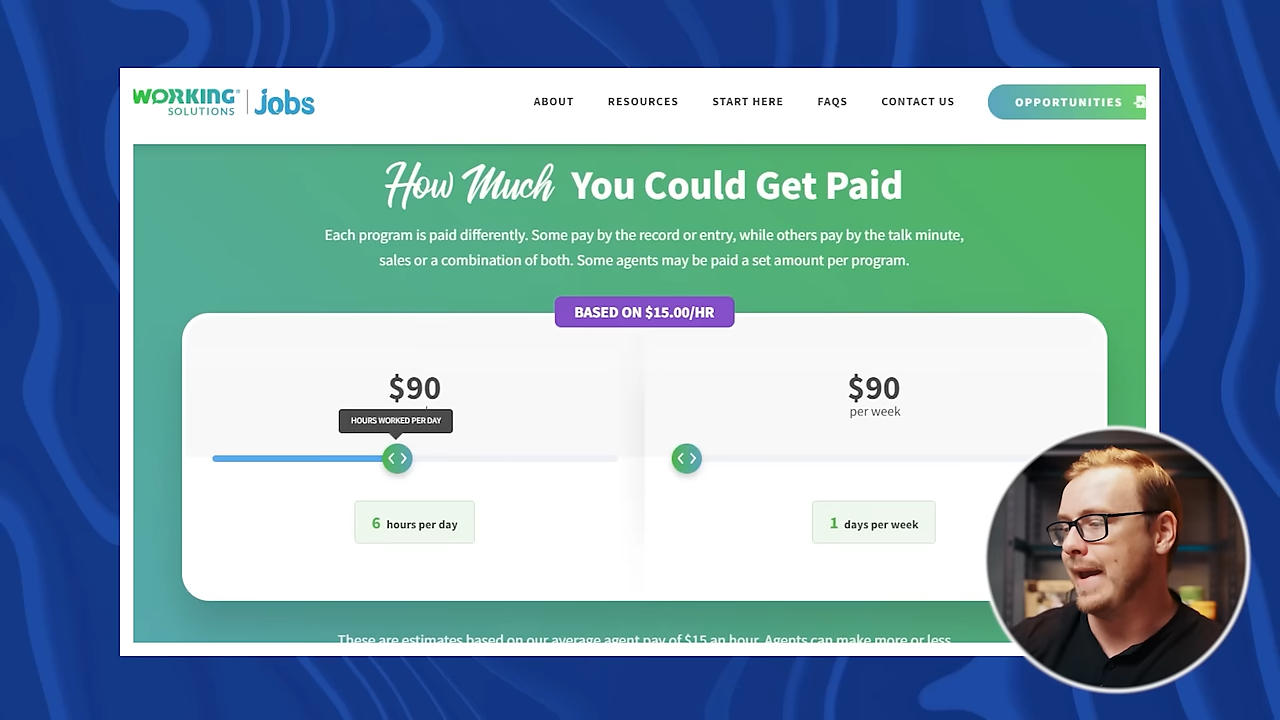 WORKING
SOLUTIONS
jobs
ABOUT
RESOURCES
START HERE
FAQS
CONTACT US
OPPORTUNITIES
How Much You Could Get Paid
Each program is paid differently. Some pay by the record or entry, while others pay by the talk minute,
sales or a combination of both. Some agents may be paid a set amount per program.
BASED ON $15.00/HR
$90
HOURS WORKED PER DAY
6 hours per day
$90
per week
1 days per week
These are estimates based on our average agent pay of $15 an hour. Agents can make more or less